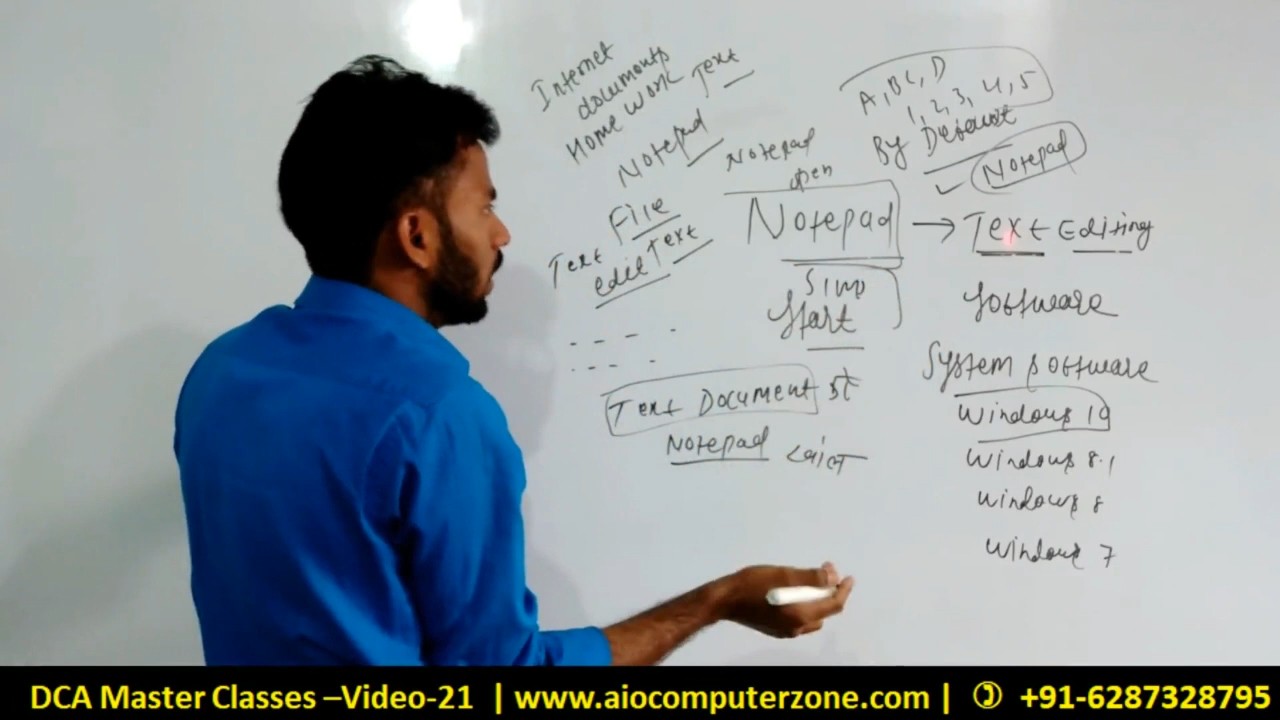 Internet
documents
Home Work Text
Notepad
File
Text
edit Text
Text Document
Notepad
Notepad
open
Notepad
Simp
Start
A, B C, D
1, 2, 3, 4, 5
By Default
Notepad
→ Text Editing
Software
System Software
Windows 10
Windows 8.1
Windows 8
Windows 7
DCA Master Classes –Video-21 | www.aiocomputerzone.com | ✆ +91-6287328795